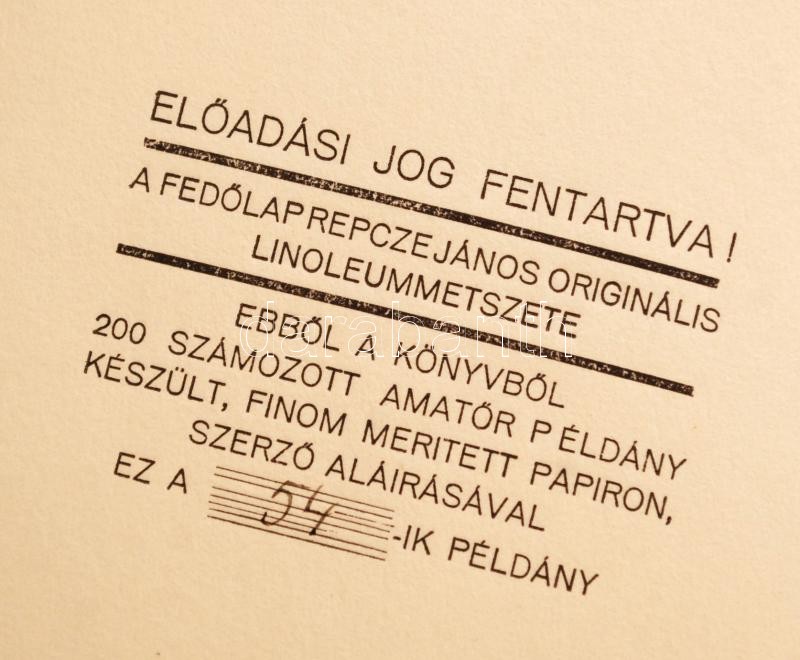 ELŐADÁSI JOG FENTARTVA!
A FEDŐLAP REPCZE JÁNOS ORIGINÁLIS
LINOLEUMMETSZETE
EBBŐL A KÖNYVBŐL
200 SZÁMOZOTT AMATŐR PÉLDÁNY
KÉSZÜLT, FINOM MERITETT PAPIRON,
SZERZŐ ALÁIRÁSÁVAL
EZ A 54 -IK PÉLDÁNY
darabanth